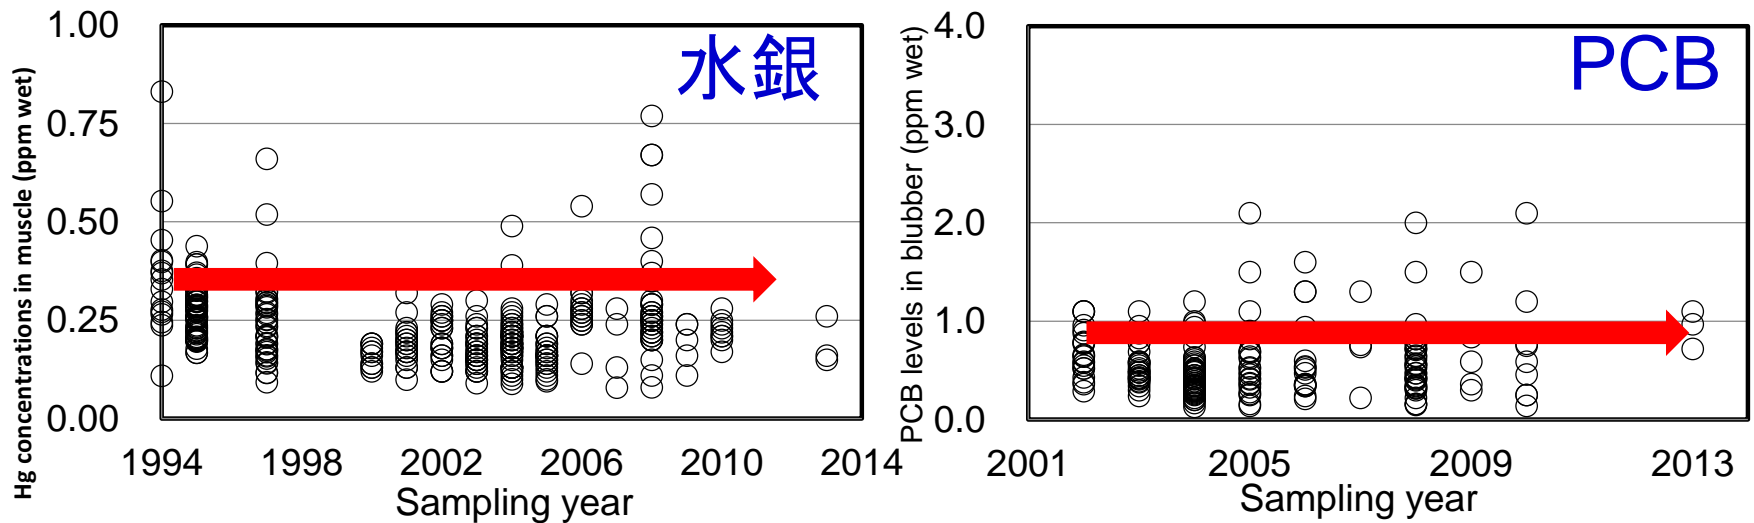 水銀
Hg concentrations in muscle (ppm wet)
1.00
0.75
0.50
0.25
0.00
1994 1998 2002 2006 2010 2014
Sampling year
PCB
PCB levels in blubber (ppm wet)
4.0
3.0
2.0
1.0
0.0
2001 2005 2009 2013
Sampling year